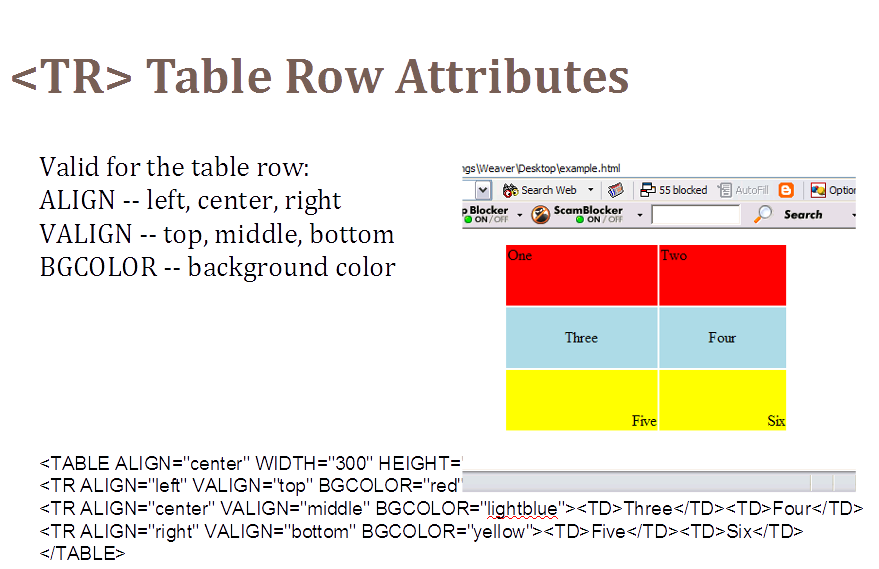 <TR> Table Row Attributes
Valid for the table row:
ALIGN -- left, center, right
VALIGN -- top, middle, bottom
BGCOLOR -- background color
ngs\Weaver\Desktop\example.html
Search Web 55 blocked AutoFill Option
p Blocker ON/OFF ScamBlocker ON/OFF Search
One Two
Three Four
Five Six
<TABLE ALIGN="center" WIDTH="300" HEIGHT="
<TR ALIGN="left" VALIGN="top" BGCOLOR="red"
<TR ALIGN="center" VALIGN="middle" BGCOLOR="lightblue"><TD>Three</TD><TD>Four</TD>
<TR ALIGN="right" VALIGN="bottom" BGCOLOR="yellow"><TD>Five</TD><TD>Six</TD>
</TABLE>